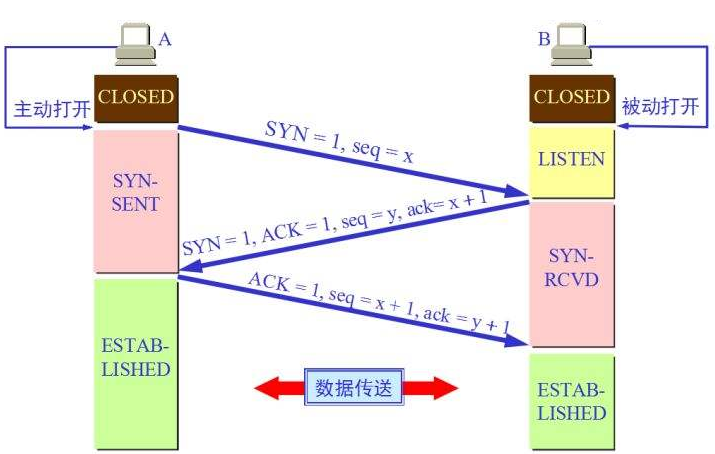 A
B
CLOSED
CLOSED
主动打开
被动打开
SYN = 1, seq = x
LISTEN
SYN-
SENT
SYN = 1, ACK = 1, seq = y, ack= x + 1
SYN-
RCVD
ACK = 1, seq = x + 1, ack = y + 1
ESTAB-
LISHED
数据传送
ESTAB-
LISHED